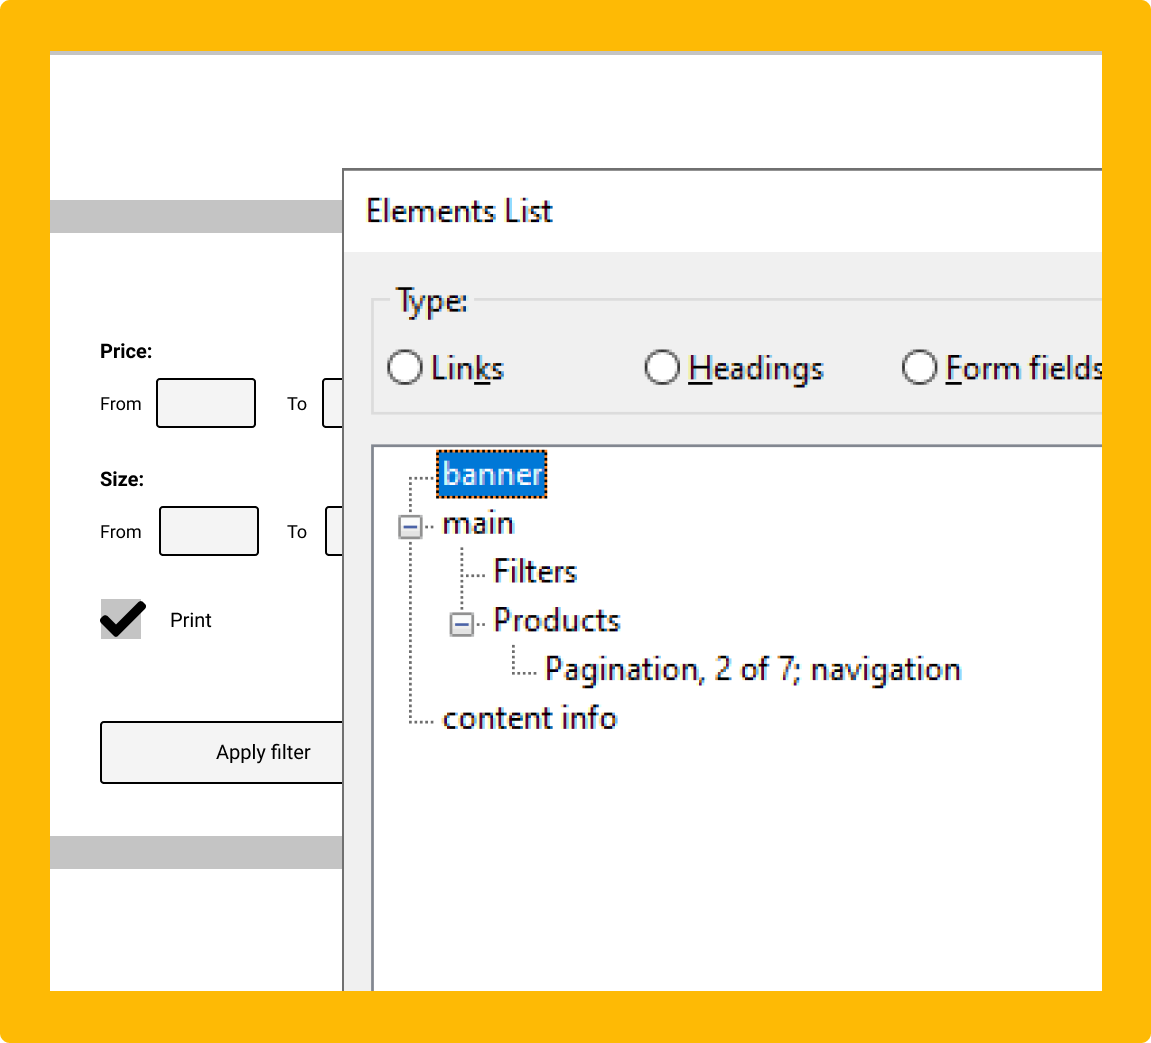 Elements List
Type:
Links
Headings
Form fields
Price:
From
To
Size:
From
To
Print
Apply filter
banner
main
Filters
Products
Pagination, 2 of 7; navigation
content info